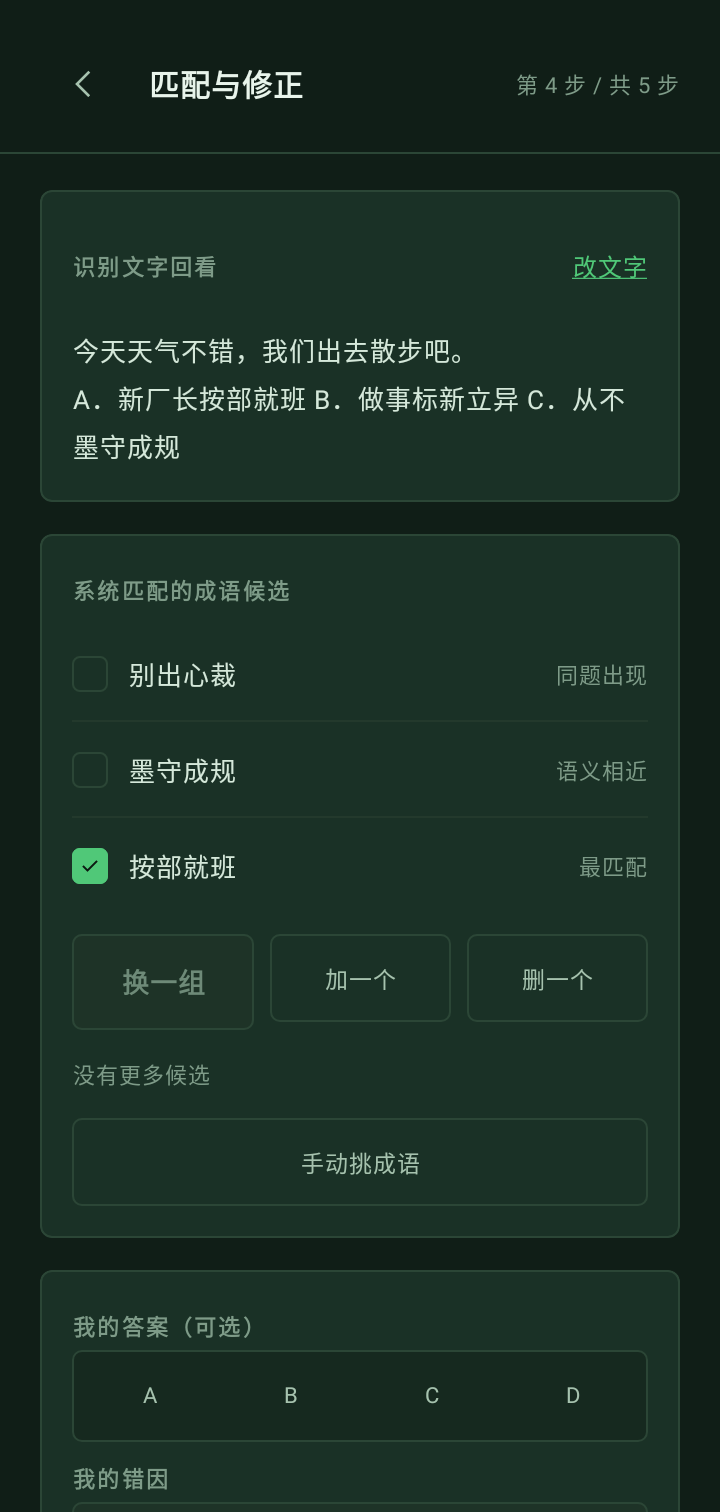 匹配与修正
第 4 步 / 共 5 步
识别文字回看
改文字
今天天气不错，我们出去散步吧。
A. 新厂长按部就班 B. 做事标新立异 C. 从不
墨守成规
系统匹配的成语候选
别出心裁
同题出现
墨守成规
语义相近
按部就班
最匹配
换一组
加一个
删一个
没有更多候选
手动挑成语
我的答案（可选）
A B C D
我的错因